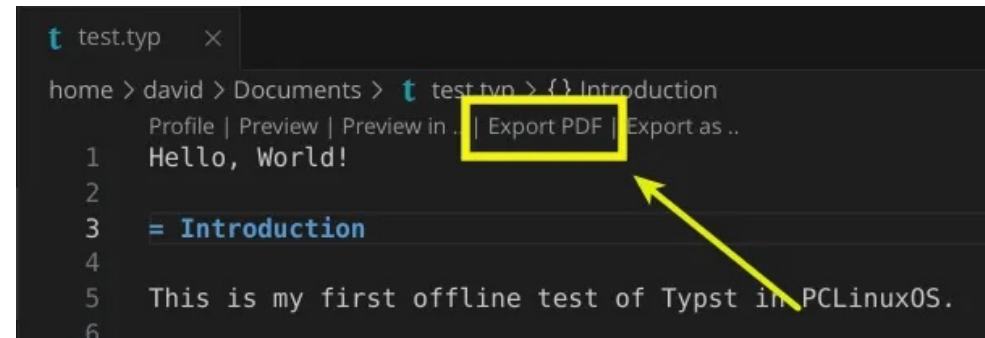 t test.typ ×
home > david > Documents > t test.typ > {} Introduction
Profile | Preview | Preview in .. | Export PDF | Export as ..
1 Hello, World!
2
3 = Introduction
4
5 This is my first offline test of Typst in PCLinuxOS.
6